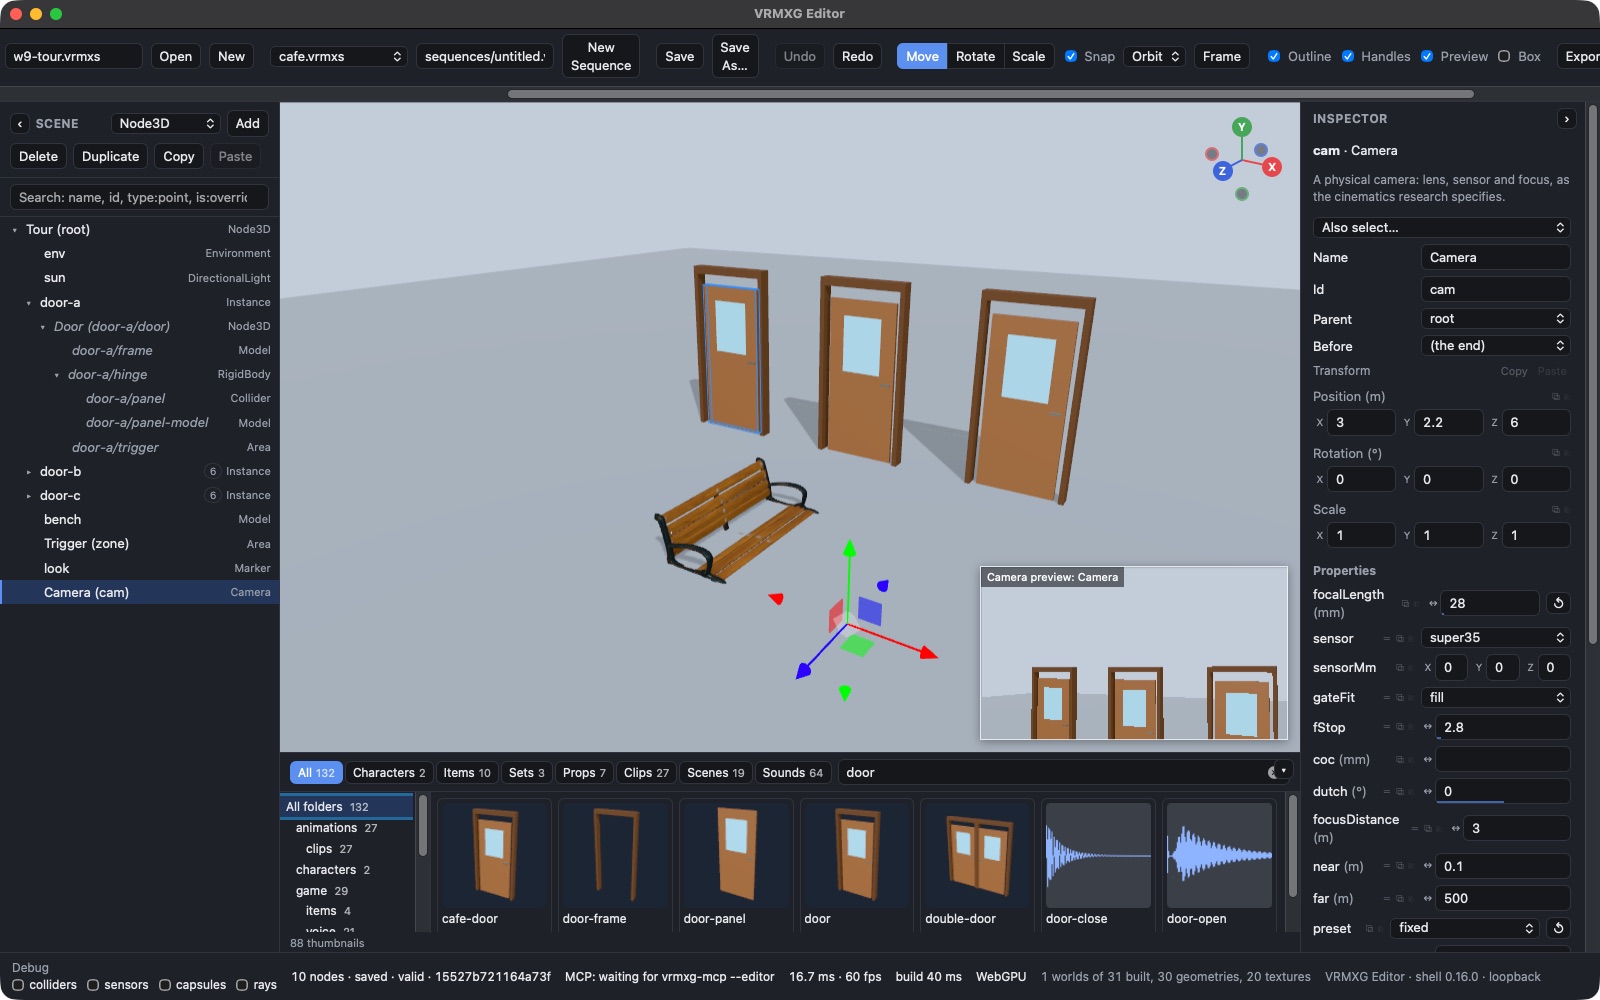 VRMXG Editor
w9-tour.vrmxs Open New cafe.vrmxs sequences/untitled. New Sequence Save Save As... Undo Redo Move Rotate Scale Snap Orbit Frame Outline Handles Preview Box Expor
‹ SCENE Node3D Add
Delete Duplicate Copy Paste
Search: name, id, type:point, is:overric
Tour (root) Node3D
env Environment
sun DirectionalLight
door-a Instance
Door (door-a/door) Node3D
door-a/frame Model
door-a/hinge RigidBody
door-a/panel Collider
door-a/panel-model Model
door-a/trigger Area
door-b 6 Instance
door-c 6 Instance
bench Model
Trigger (zone) Area
look Marker
Camera (cam) Camera
Y
X
Z
Camera preview: Camera
All 132 Characters 2 Items 10 Sets 3 Props 7 Clips 27 Scenes 19 Sounds 64 door
All folders 132
animations 27
clips 27
characters 2
game 29
items 4
voice 21
88 thumbnails
cafe-door door-frame door-panel door double-door door-close door-open
INSPECTOR ›
cam · Camera
A physical camera: lens, sensor and focus, as
the cinematics research specifies.
Also select...
Name Camera
Id cam
Parent root
Before (the end)
Transform Copy Paste
Position (m)
X 3 Y 2.2 Z 6
Rotation (°)
X 0 Y 0 Z 0
Scale
X 1 Y 1 Z 1
Properties
focalLength (mm) 28
sensor super35
sensorMm X 0 Y 0 Z 0
gateFit fill
fStop 2.8
coc (mm)
dutch (°) 0
focusDistance (m) 3
near (m) 0.1
far (m) 500
preset fixed
Debug
colliders sensors capsules rays
10 nodes · saved · valid · 15527b721164a73f MCP: waiting for vrmxg-mcp --editor 16.7 ms · 60 fps build 40 ms WebGPU 1 worlds of 31 built, 30 geometries, 20 textures VRMXG Editor · shell 0.16.0 · loopback